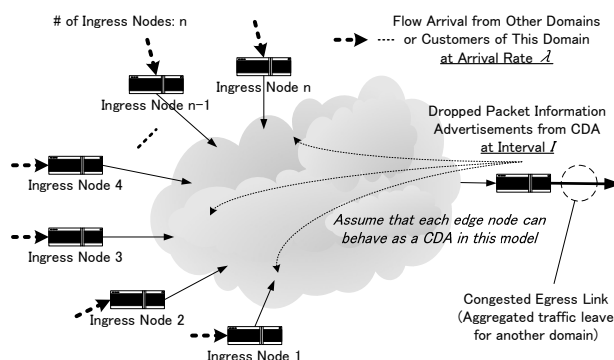 # of Ingress Nodes: n
Flow Arrival from Other Domains
or Customers of This Domain
at Arrival Rate λ
Ingress Node n
Ingress Node n-1
Dropped Packet Information
Advertisements from CDA
at Interval I
Ingress Node 4
Assume that each edge node can
behave as a CDA in this model
Ingress Node 3
Ingress Node 2
Congested Egress Link
(Aggregated traffic leave
for another domain)
Ingress Node 1